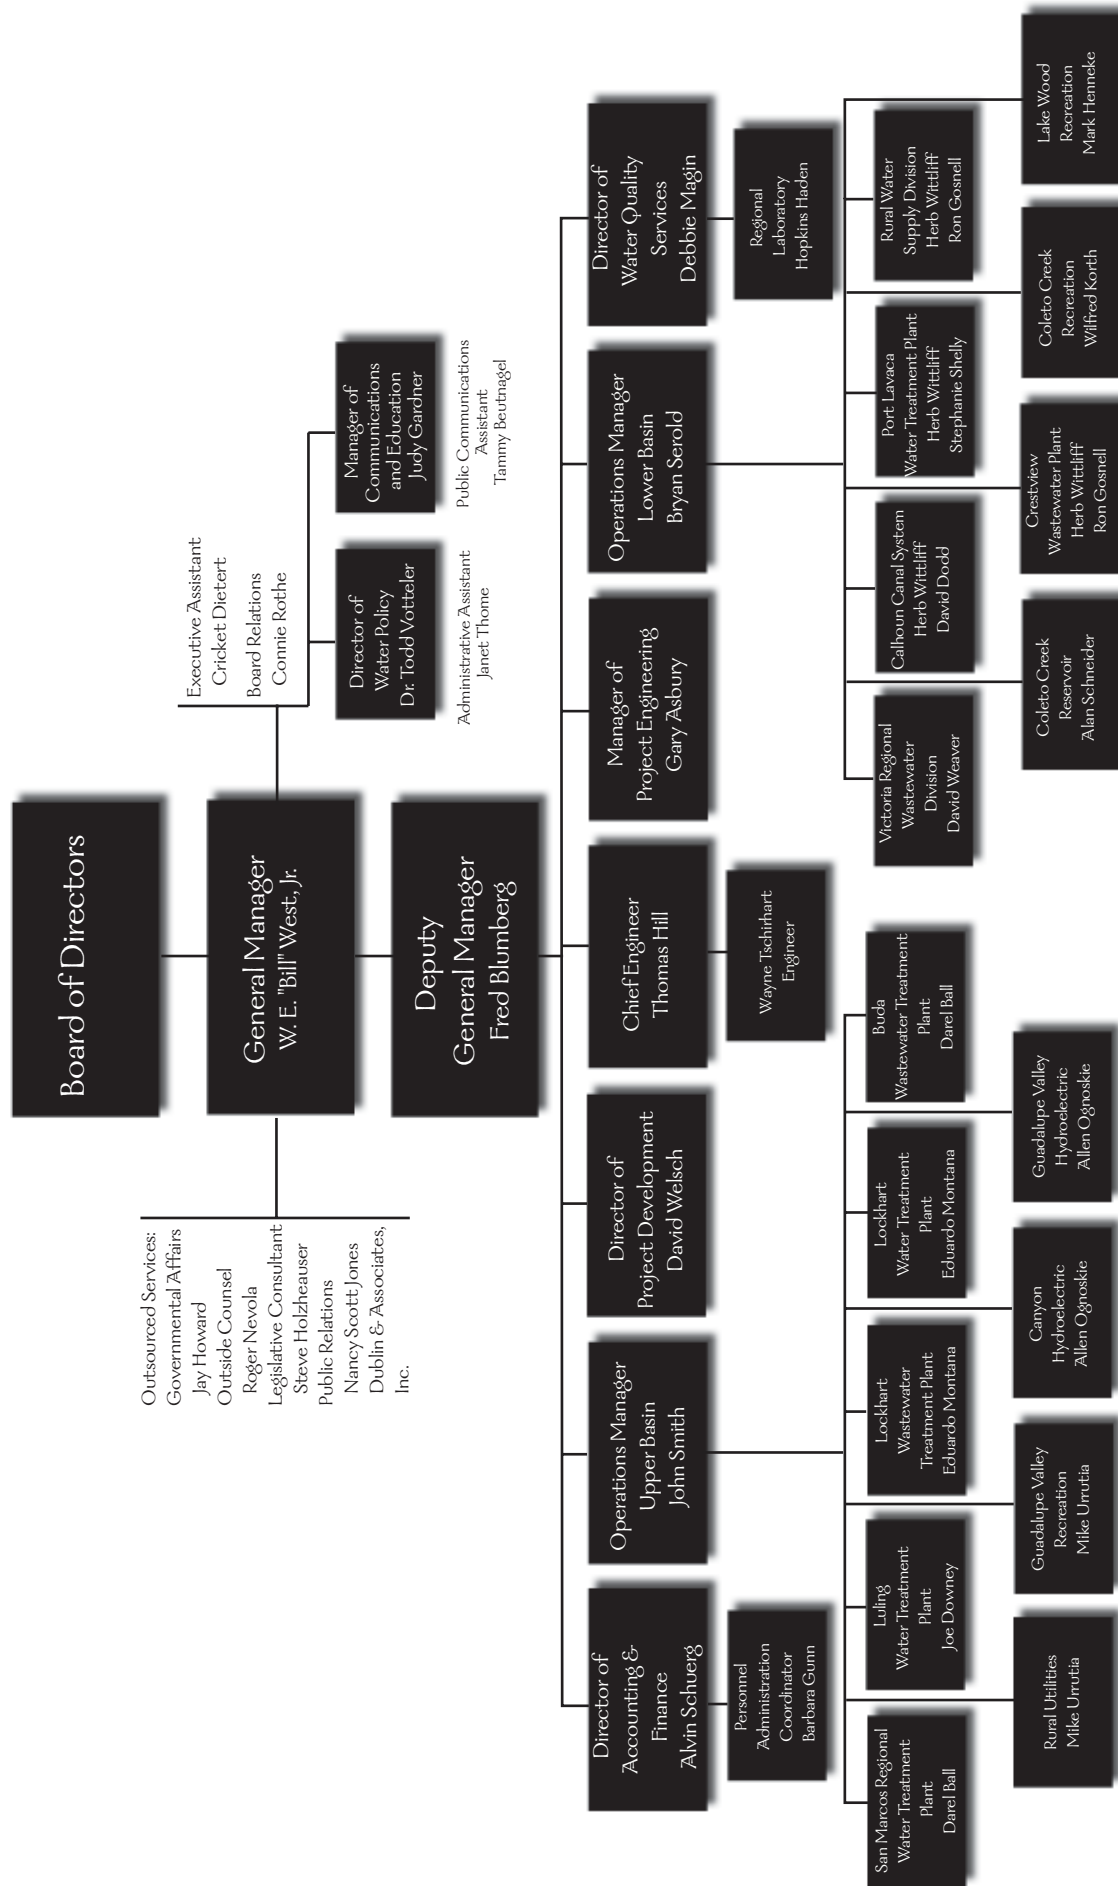 Board of Directors
General Manager
W. E. "Bill" West, Jr.
Outsourced Services:
Governmental Affairs
Jay Howard
Outside Counsel
Roger Nevola
Legislative Consultant
Steve Holzheauser
Public Relations
Nancy Scott Jones
Dublin & Associates,
Inc.
Executive Assistant
Cricket Dietert
Board Relations
Connie Rothe
Director of
Water Policy
Dr. Todd Votteler
Administrative Assistant
Janet Thome
Manager of
Communications
and Education
Judy Gardner
Public Communications
Assistant
Tammy Beutnagel
Deputy
General Manager
Fred Blumberg
Director of
Accounting &
Finance
Alvin Schuerg
Operations Manager
Upper Basin
John Smith
Director of
Project Development
David Welsch
Chief Engineer
Thomas Hill
Manager of
Project Engineering
Gary Asbury
Operations Manager
Lower Basin
Bryan Serold
Director of
Water Quality
Services
Debbie Magin
Personnel
Administration
Coordinator
Barbara Gunn
Wayne Tschirhart
Engineer
Regional
Laboratory
Hopkins Haden
San Marcos Regional
Water Treatment
Plant
Darel Ball
Luling
Water Treatment
Plant
Joe Downey
Lockhart
Wastewater
Treatment Plant
Eduardo Montana
Lockhart
Water Treatment
Plant
Eduardo Montana
Buda
Wastewater Treatment
Plant
Darel Ball
Victoria Regional
Wastewater
Division
David Weaver
Calhoun Canal System
Herb Wittliff
David Dodd
Port Lavaca
Water Treatment Plant
Herb Wittliff
Stephanie Shelly
Rural Water
Supply Division
Herb Wittliff
Ron Gosnell
Rural Utilities
Mike Urrutia
Guadalupe Valley
Recreation
Mike Urrutia
Canyon
Hydroelectric
Allen Ognoskie
Guadalupe Valley
Hydroelectric
Allen Ognoskie
Coleto Creek
Reservoir
Alan Schneider
Crestview
Wastewater Plant
Herb Wittliff
Ron Gosnell
Coleto Creek
Recreation
Wilfred Korth
Lake Wood
Recreation
Mark Henneke